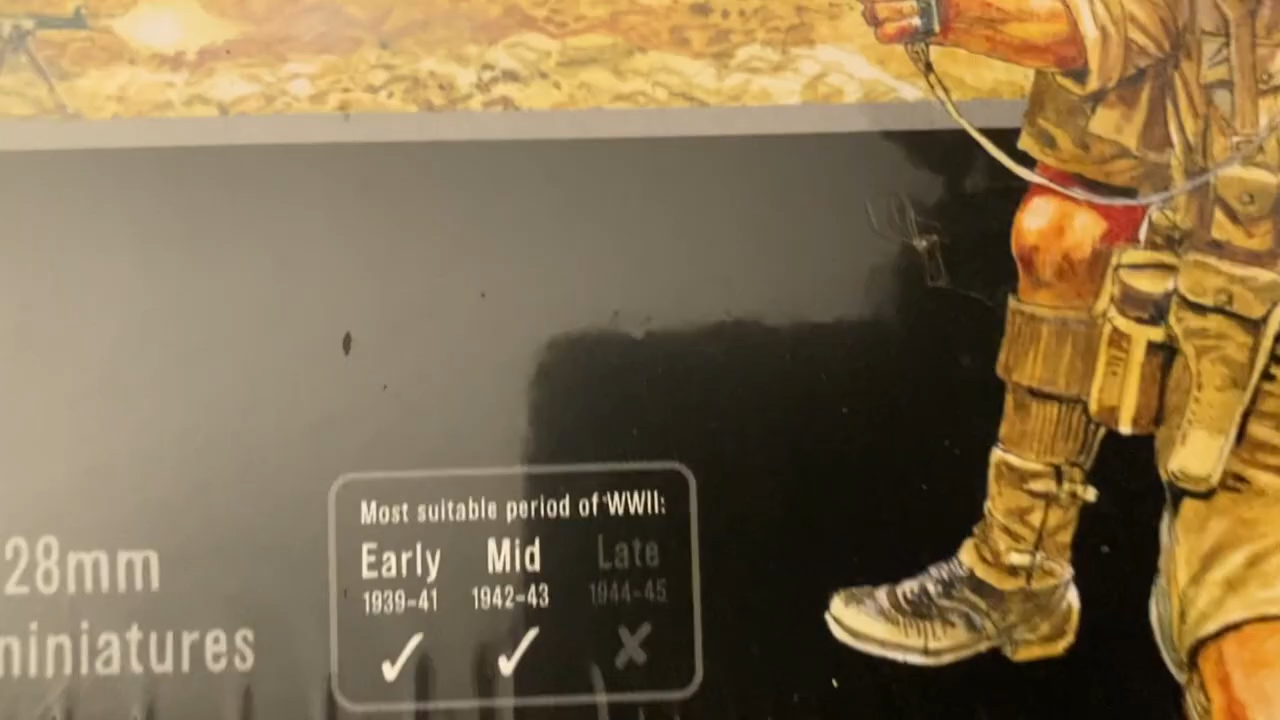 28mm
miniatures
Most suitable period of WWII:
Early Mid Late
1939-41 1942-43 1944-45
✓ ✓ X